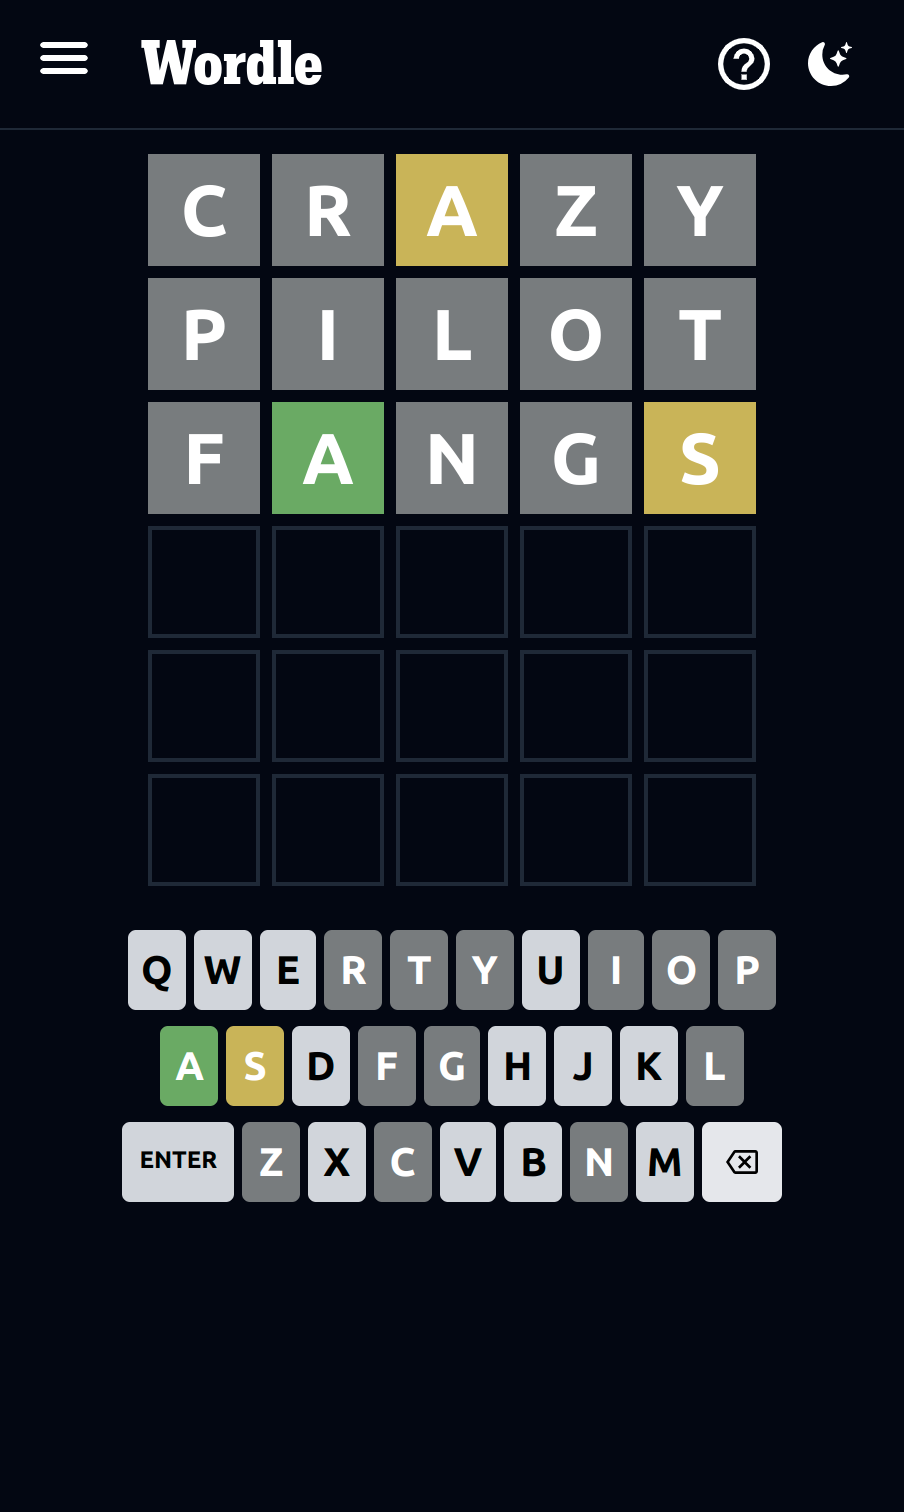 Wordle
C R A Z Y
P I L O T
F A N G S
Q W E R T Y U I O P
A S D F G H J K L
ENTER Z X C V B N M